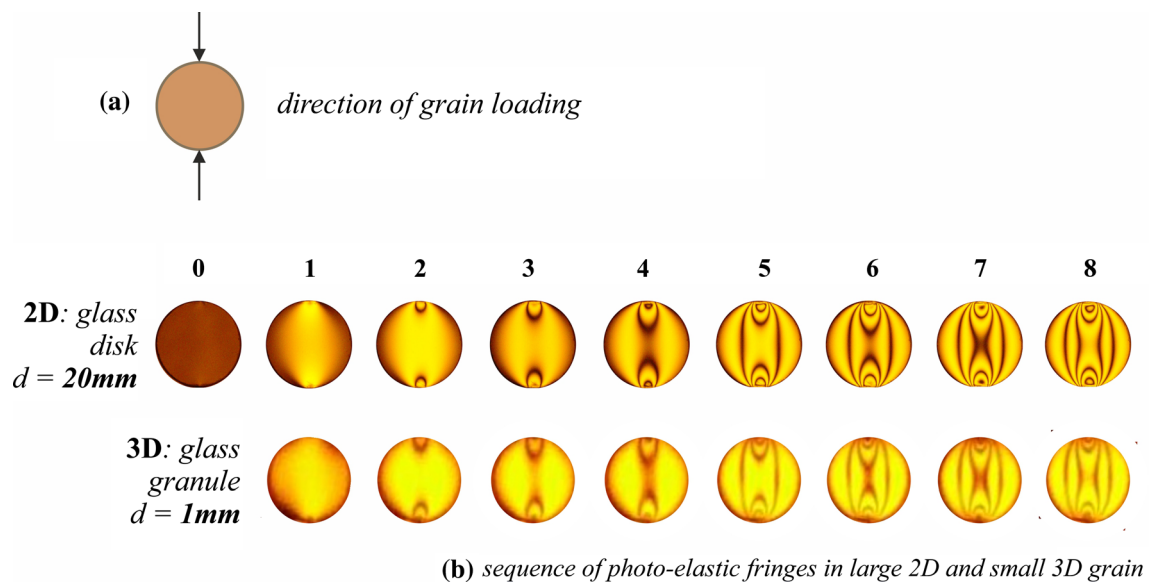 (a) direction of grain loading
0 1 2 3 4 5 6 7 8
2D: glass
disk
d = 20mm
3D: glass
granule
d = 1mm
(b) sequence of photo-elastic fringes in large 2D and small 3D grain